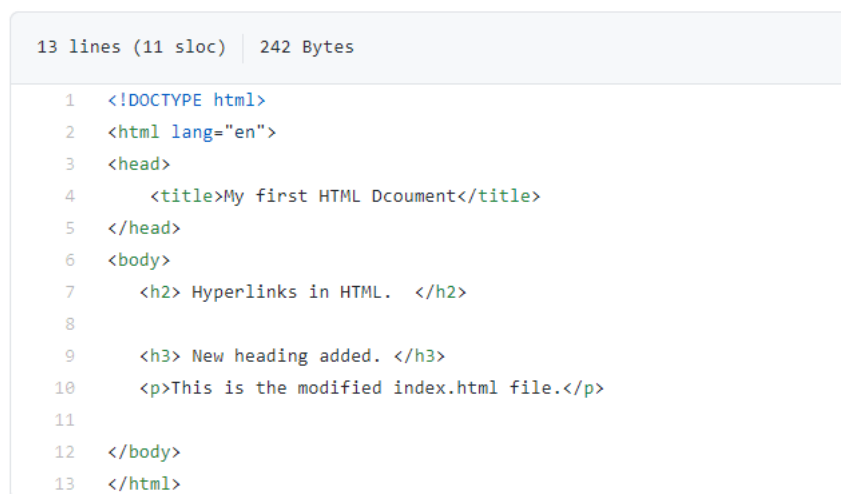 13 lines (11 sloc) 242 Bytes
1 <!DOCTYPE html>
2 <html lang="en">
3 <head>
4     <title>My first HTML Dcoument</title>
5 </head>
6 <body>
7    <h2> Hyperlinks in HTML.  </h2>
8
9    <h3> New heading added. </h3>
10    <p>This is the modified index.html file.</p>
11
12 </body>
13 </html>